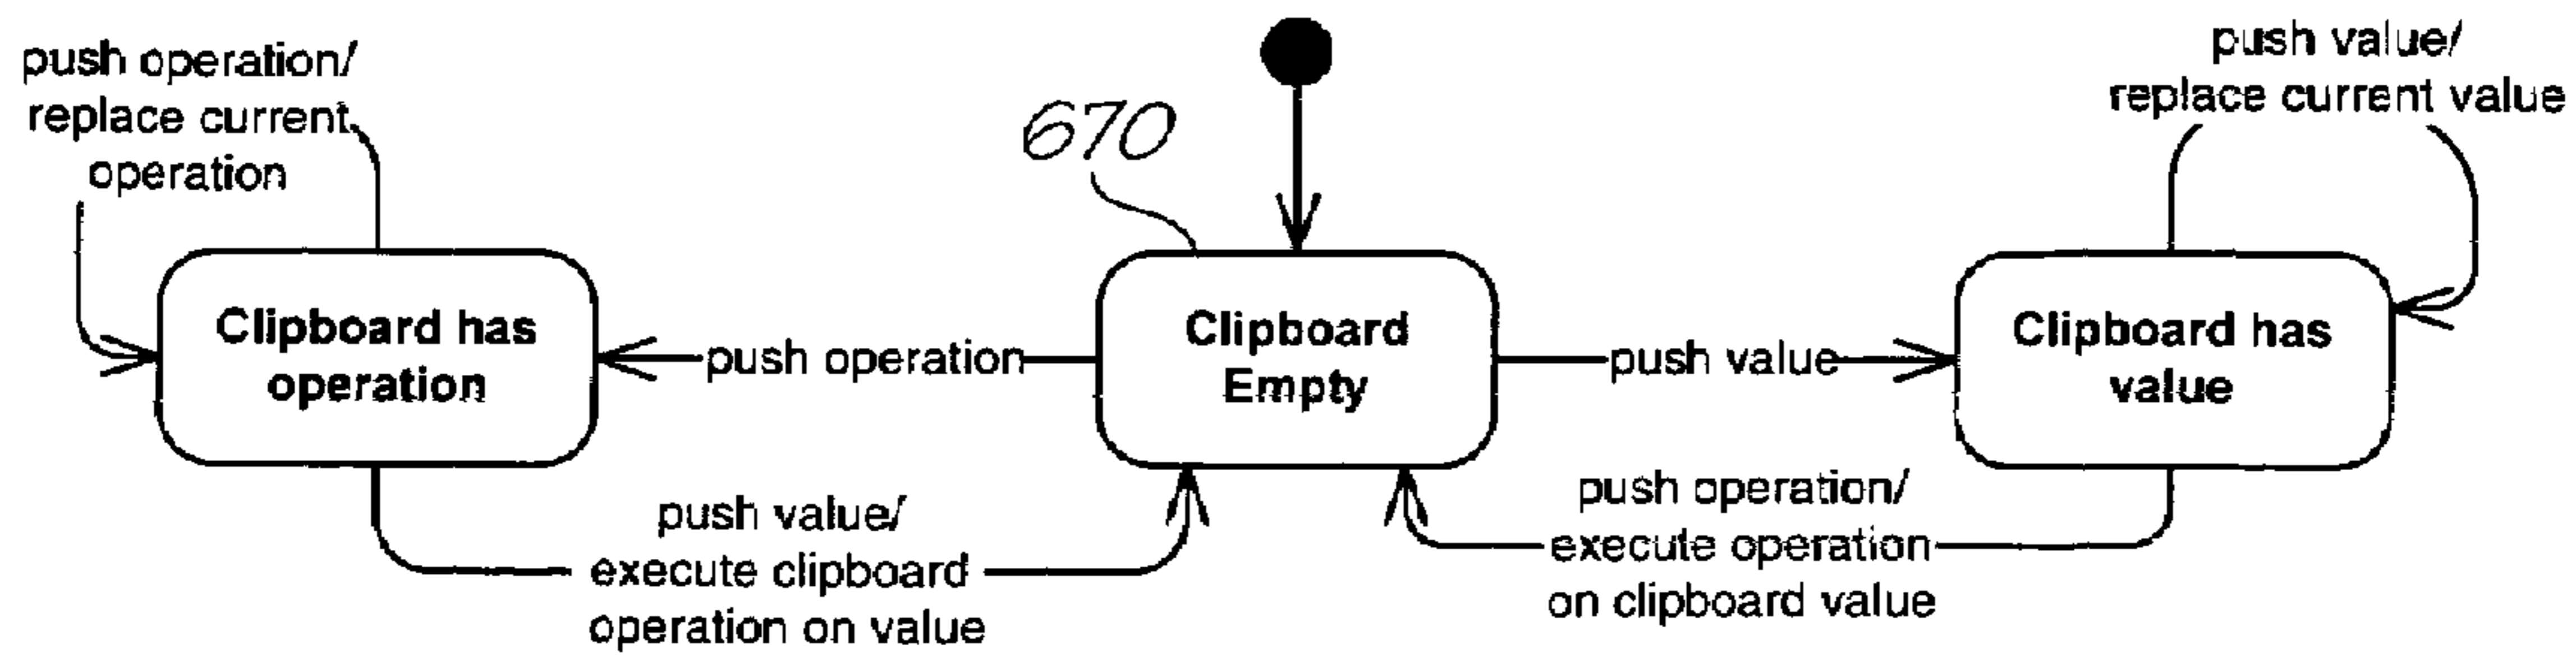 push operation/
replace current
operation
670
push value/
replace current value
Clipboard has
operation
push operation
Clipboard
Empty
push value
Clipboard has
value
push value/
execute clipboard
operation on value
push operation/
execute operation
on clipboard value